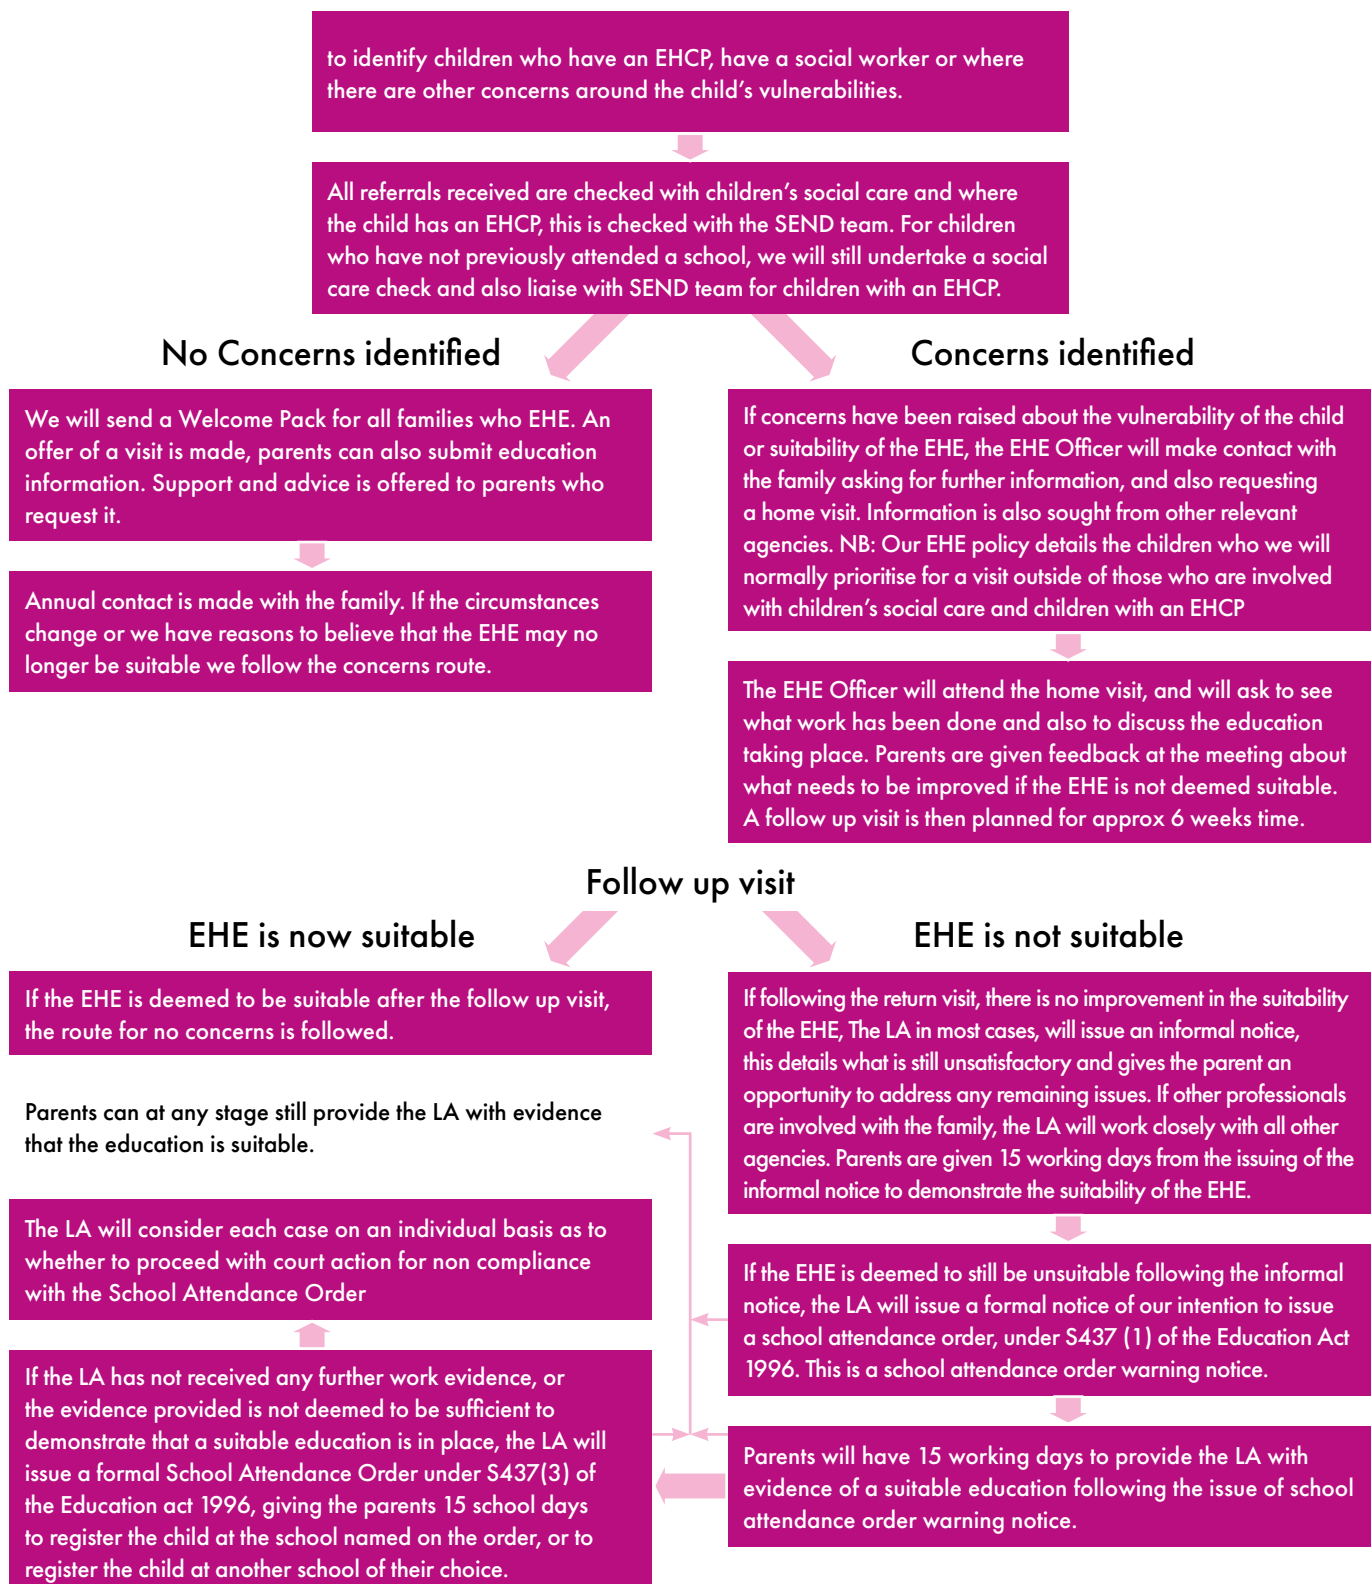 to identify children who have an EHCP, have a social worker or where
there are other concerns around the child's vulnerabilities.
All referrals received are checked with children's social care and where
the child has an EHCP, this is checked with the SEND team. For children
who have not previously attended a school, we will still undertake a social
care check and also liaise with SEND team for children with an EHCP.
No Concerns identified
We will send a Welcome Pack for all families who EHE. An
offer of a visit is made, parents can also submit education
information. Support and advice is offered to parents who
request it.
Annual contact is made with the family. If the circumstances
change or we have reasons to believe that the EHE may no
longer be suitable we follow the concerns route.
Concerns identified
If concerns have been raised about the vulnerability of the child
or suitability of the EHE, the EHE Officer will make contact with
the family asking for further information, and also requesting
a home visit. Information is also sought from other relevant
agencies. NB: Our EHE policy details the children who we will
normally prioritise for a visit outside of those who are involved
with children's social care and children with an EHCP
The EHE Officer will attend the home visit, and will ask to see
what work has been done and also to discuss the education
taking place. Parents are given feedback at the meeting about
what needs to be improved if the EHE is not deemed suitable.
A follow up visit is then planned for approx 6 weeks time.
Follow up visit
EHE is now suitable
If the EHE is deemed to be suitable after the follow up visit,
the route for no concerns is followed.
Parents can at any stage still provide the LA with evidence
that the education is suitable.
EHE is not suitable
If following the return visit, there is no improvement in the suitability
of the EHE, The LA in most cases, will issue an informal notice,
this details what is still unsatisfactory and gives the parent an
opportunity to address any remaining issues. If other professionals
are involved with the family, the LA will work closely with all other
agencies. Parents are given 15 working days from the issuing of the
informal notice to demonstrate the suitability of the EHE.
If the EHE is deemed to still be unsuitable following the informal
notice, the LA will issue a formal notice of our intention to issue
a school attendance order, under S437 (1) of the Education Act
1996. This is a school attendance order warning notice.
Parents will have 15 working days to provide the LA with
evidence of a suitable education following the issue of school
attendance order warning notice.
If the LA has not received any further work evidence, or
the evidence provided is not deemed to be sufficient to
demonstrate that a suitable education is in place, the LA will
issue a formal School Attendance Order under S437(3) of
the Education act 1996, giving the parents 15 school days
to register the child at the school named on the order, or to
register the child at another school of their choice.
The LA will consider each case on an individual basis as to
whether to proceed with court action for non compliance
with the School Attendance Order